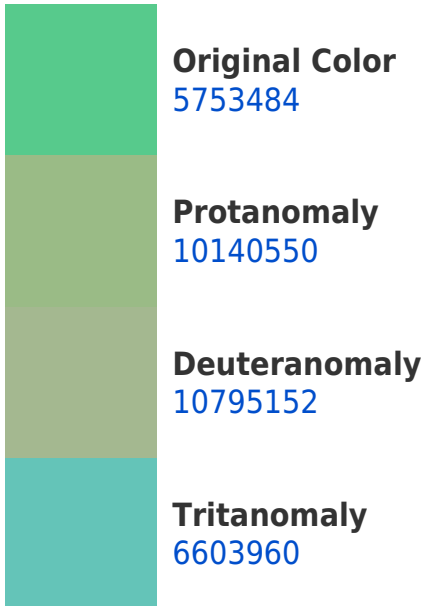 Original Color
5753484
Protanomaly
10140550
Deuteranomaly
10795152
Tritanomaly
6603960